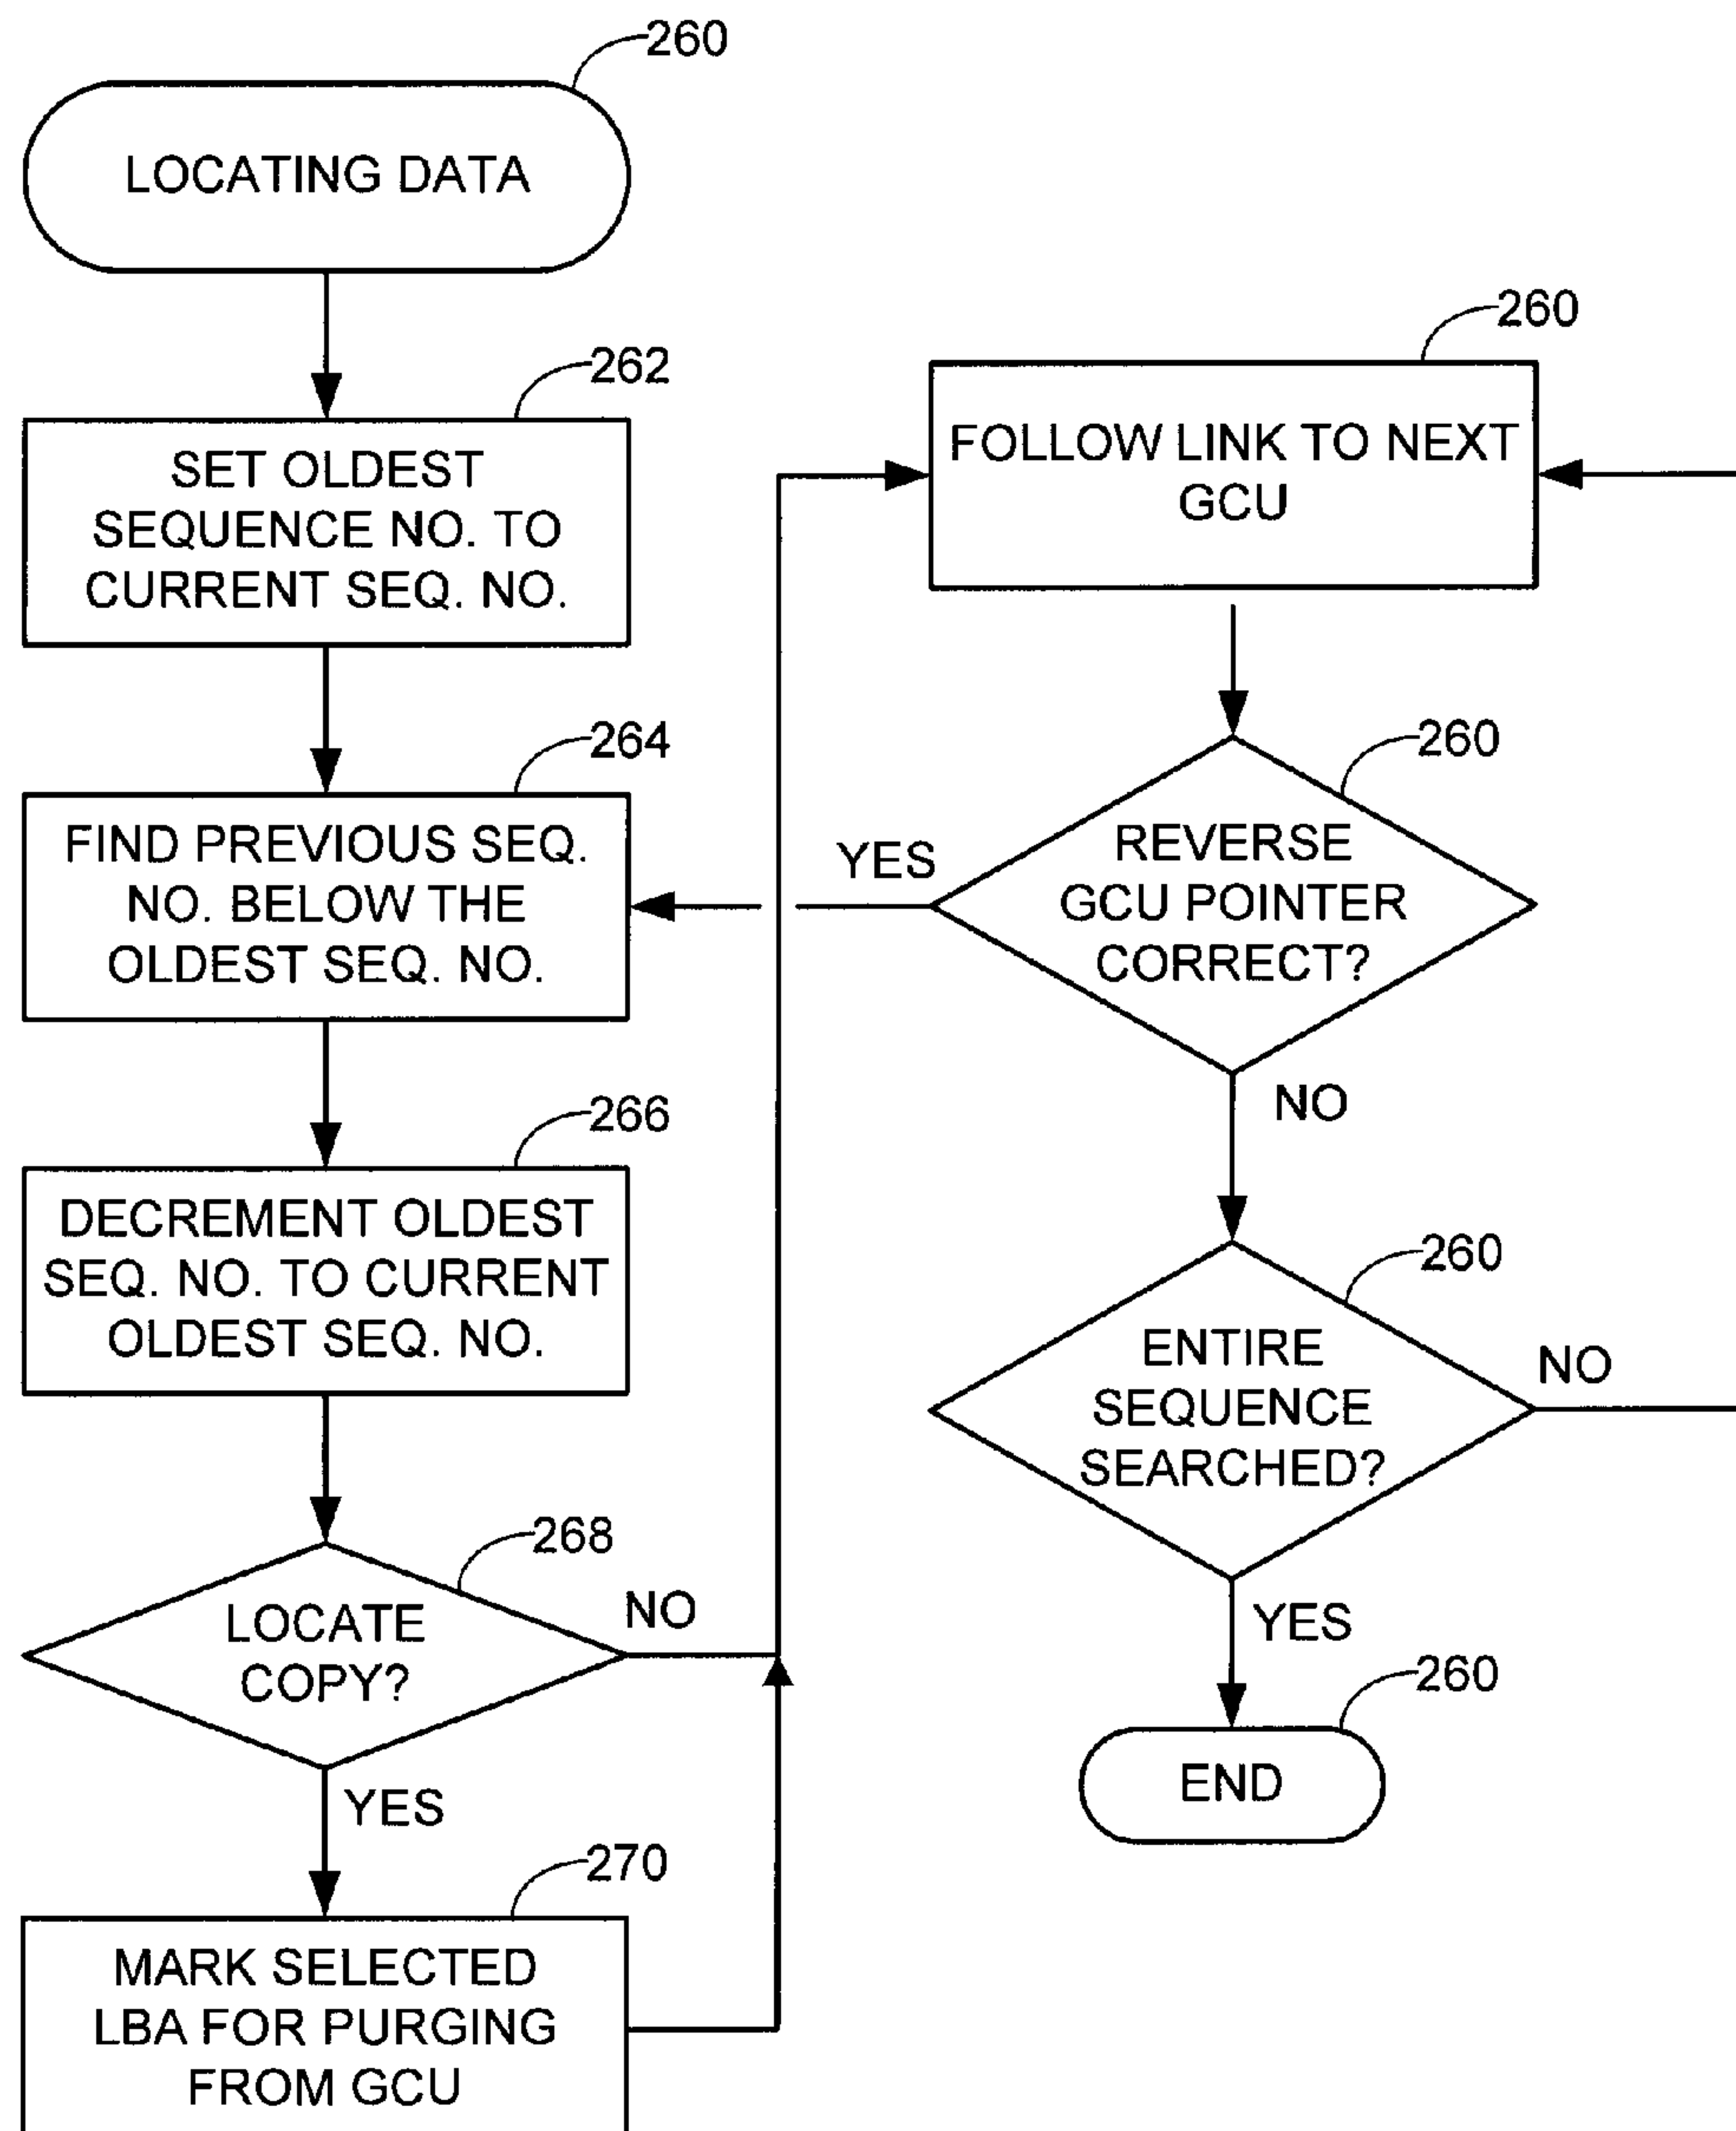 260
LOCATING DATA
262
SET OLDEST
SEQUENCE NO. TO
CURRENT SEQ. NO.
264
FIND PREVIOUS SEQ.
NO. BELOW THE
OLDEST SEQ. NO.
266
DECREMENT OLDEST
SEQ. NO. TO CURRENT
OLDEST SEQ. NO.
268
LOCATE
COPY?
NO
YES
270
MARK SELECTED
LBA FOR PURGING
FROM GCU
260
FOLLOW LINK TO NEXT
GCU
260
REVERSE
GCU POINTER
CORRECT?
YES
NO
260
ENTIRE
SEQUENCE
SEARCHED?
NO
YES
260
END